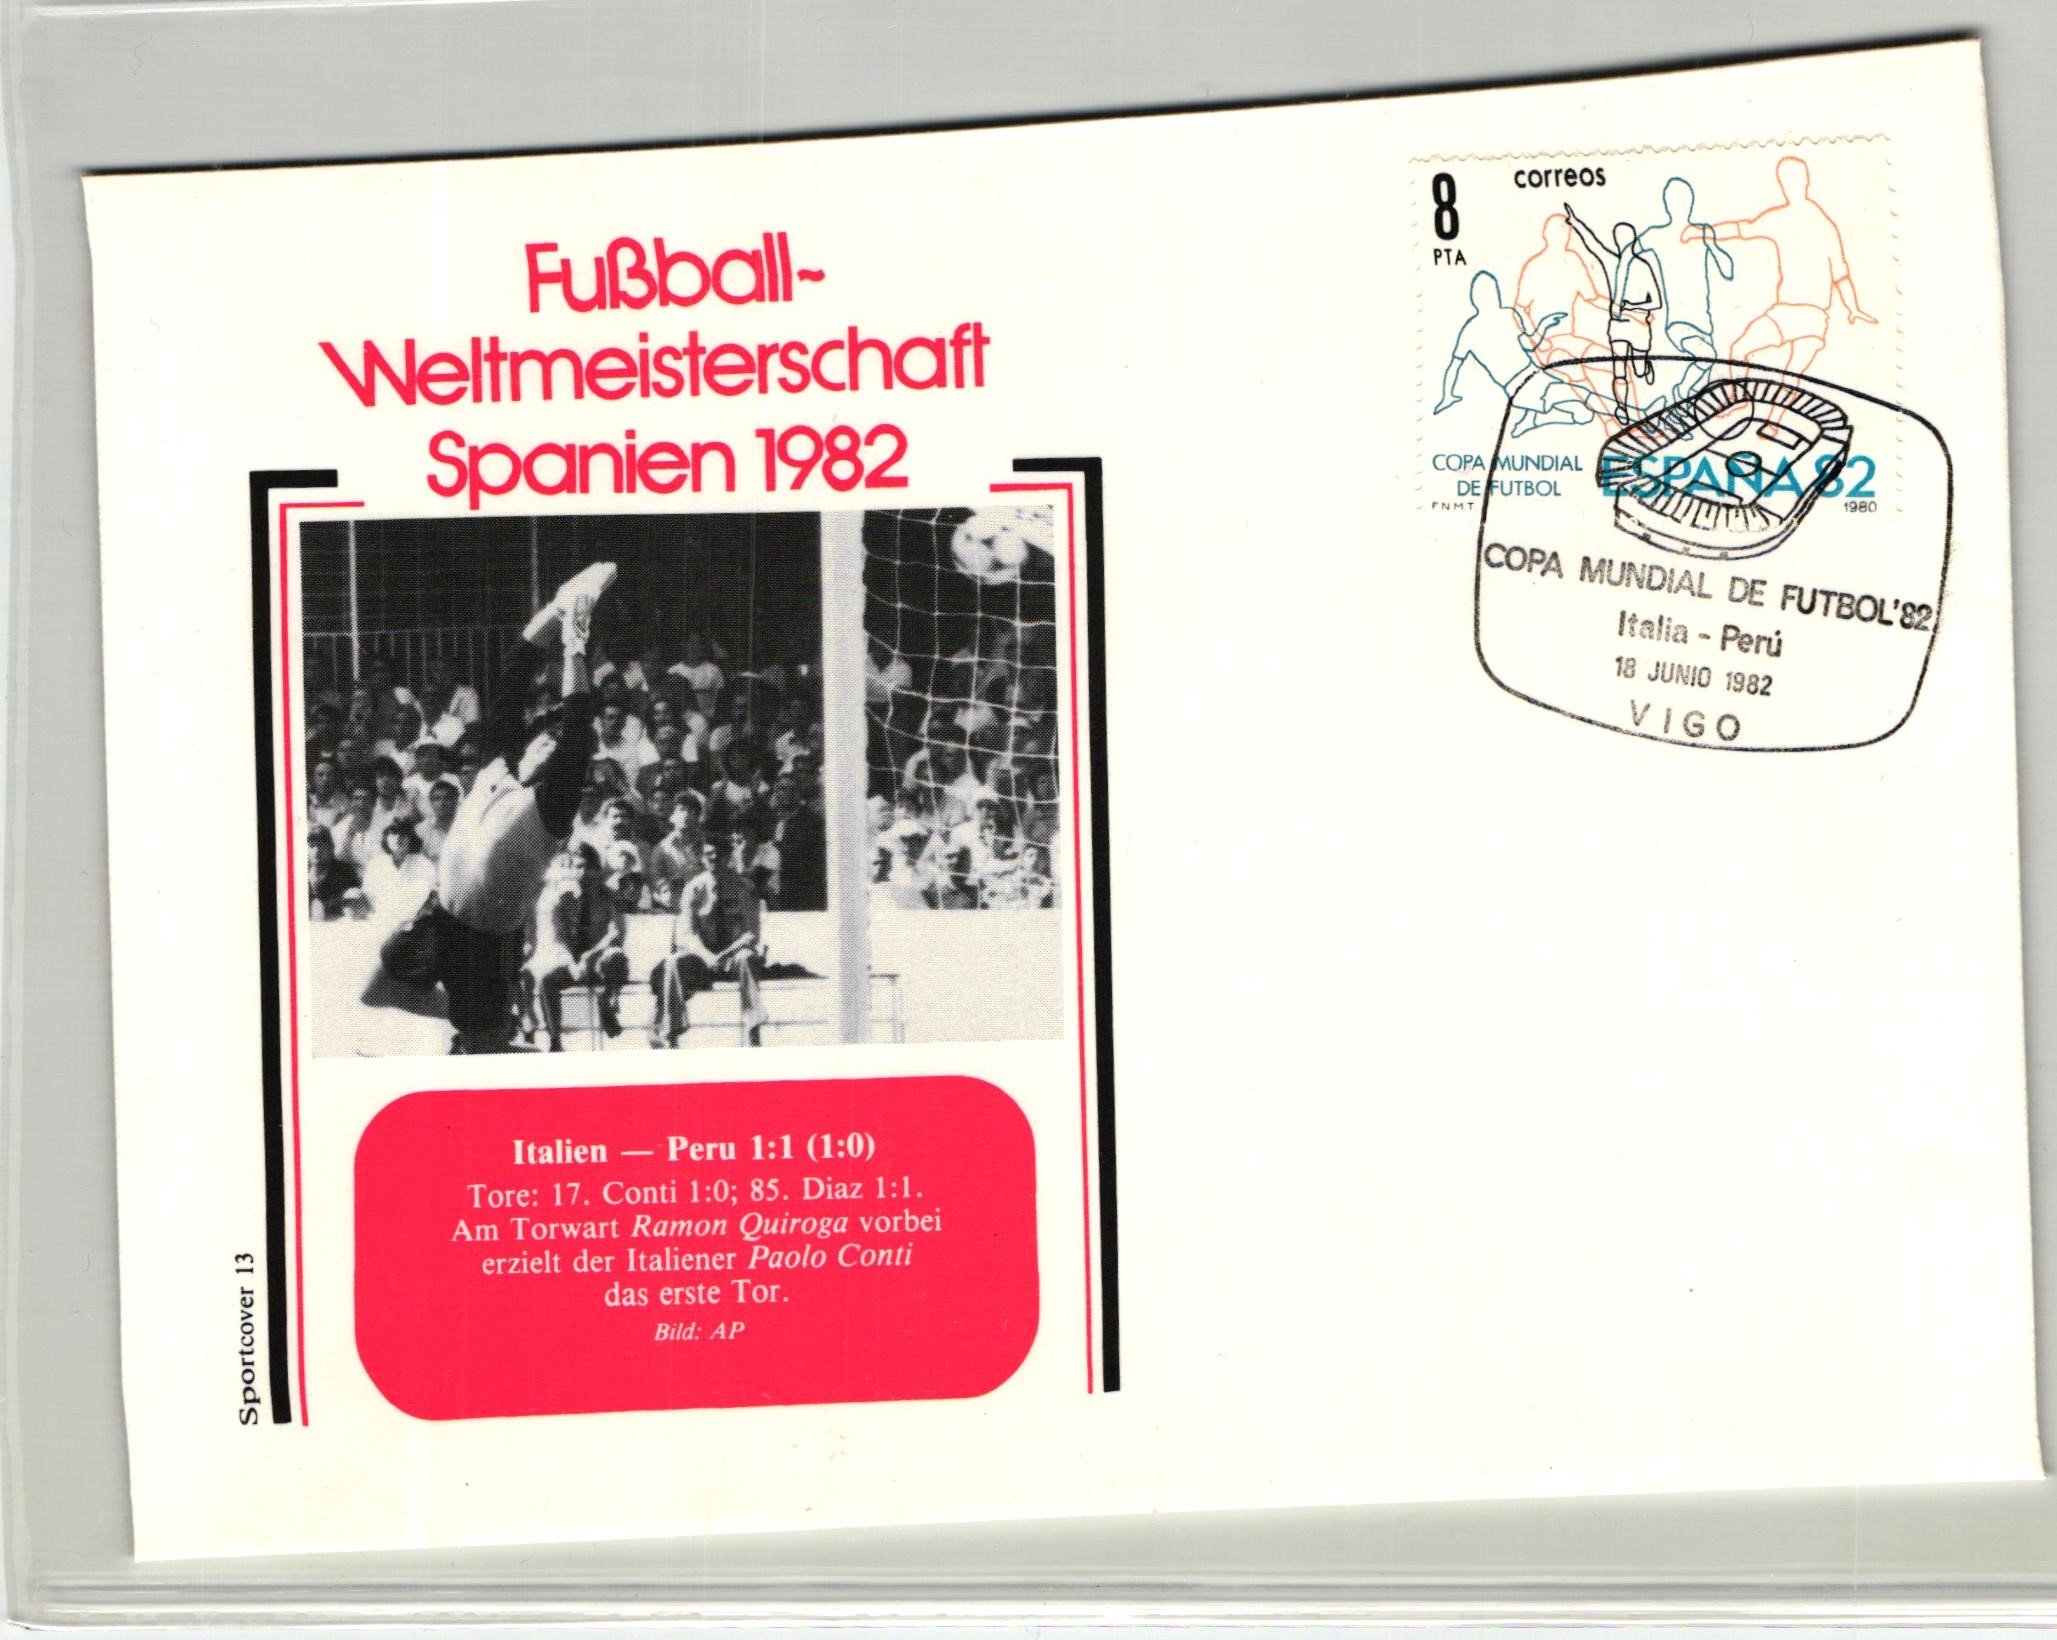 Fußball-
Weltmeisterschaft
Spanien 1982
Italien — Peru 1:1 (1:0)
Tore: 17. Conti 1:0; 85. Diaz 1:1.
Am Torwart Ramon Quiroga vorbei
erzielt der Italiener Paolo Conti
das erste Tor.
Bild: AP
Sportcover 13
8 correos
PTA
COPA MUNDIAL
DE FUTBOL
ESPAÑA 82
F.N.M.T. 1980
COPA MUNDIAL DE FUTBOL'82
Italia - Perú
18 JUNIO 1982
VIGO